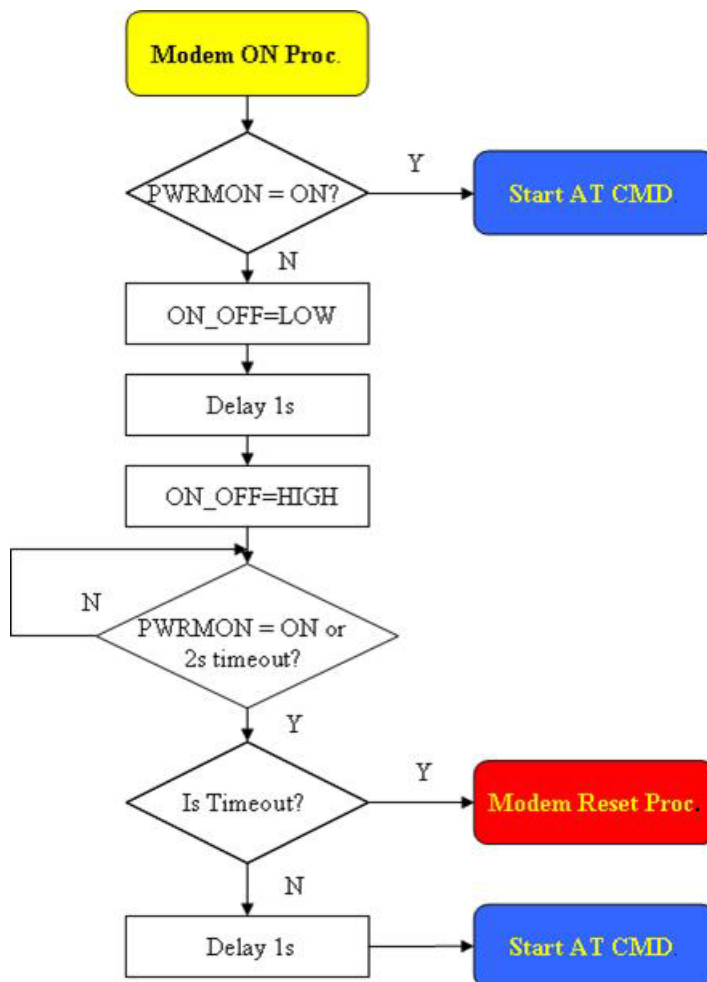 Modem ON Proc.
PWRMON = ON?
Y
Start AT CMD.
N
ON_OFF=LOW
Delay 1s
ON_OFF=HIGH
N
PWRMON = ON or
2s timeout?
Y
Is Timeout?
Y
Modem Reset Proc.
N
Delay 1s
Start AT CMD.